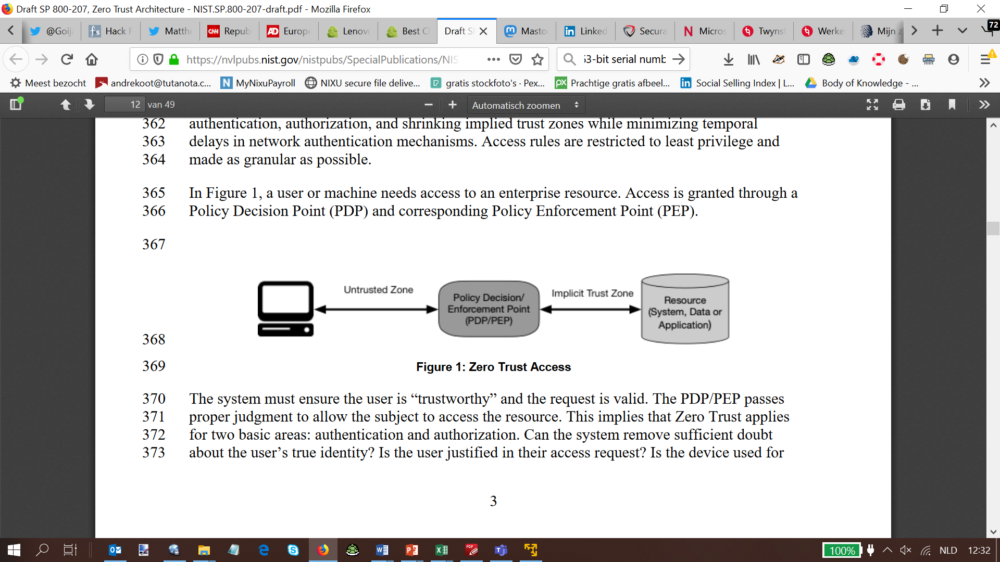 Draft SP 800-207, Zero Trust Architecture - NIST.SP.800-207-draft.pdf - Mozilla Firefox
@Goij Hack F Matthe CNN Repub AD Europe Lenov Best C Draft S Masto Linked Secura Micros Twynst Werke Mijn z 72
https://nvlpubs.nist.gov/nistpubs/SpecialPublications/NIS 53-bit serial numb
Meest bezocht andrekoot@tutanota.c... MyNixuPayroll NIXU secure file delive... gratis stockfoto's · Pex... Prachtige gratis afbeel... Social Selling Index | L... Body of Knowledge - ...
12 van 49 Automatisch zoomen
362 authentication, authorization, and shrinking implied trust zones while minimizing temporal
363 delays in network authentication mechanisms. Access rules are restricted to least privilege and
364 made as granular as possible.
365 In Figure 1, a user or machine needs access to an enterprise resource. Access is granted through a
366 Policy Decision Point (PDP) and corresponding Policy Enforcement Point (PEP).
367
Untrusted Zone
Policy Decision/
Enforcement Point
(PDP/PEP)
Implicit Trust Zone
Resource
(System, Data or
Application)
368
369 Figure 1: Zero Trust Access
370 The system must ensure the user is “trustworthy” and the request is valid. The PDP/PEP passes
371 proper judgment to allow the subject to access the resource. This implies that Zero Trust applies
372 for two basic areas: authentication and authorization. Can the system remove sufficient doubt
373 about the user’s true identity? Is the user justified in their access request? Is the device used for
3
100% NLD 12:32